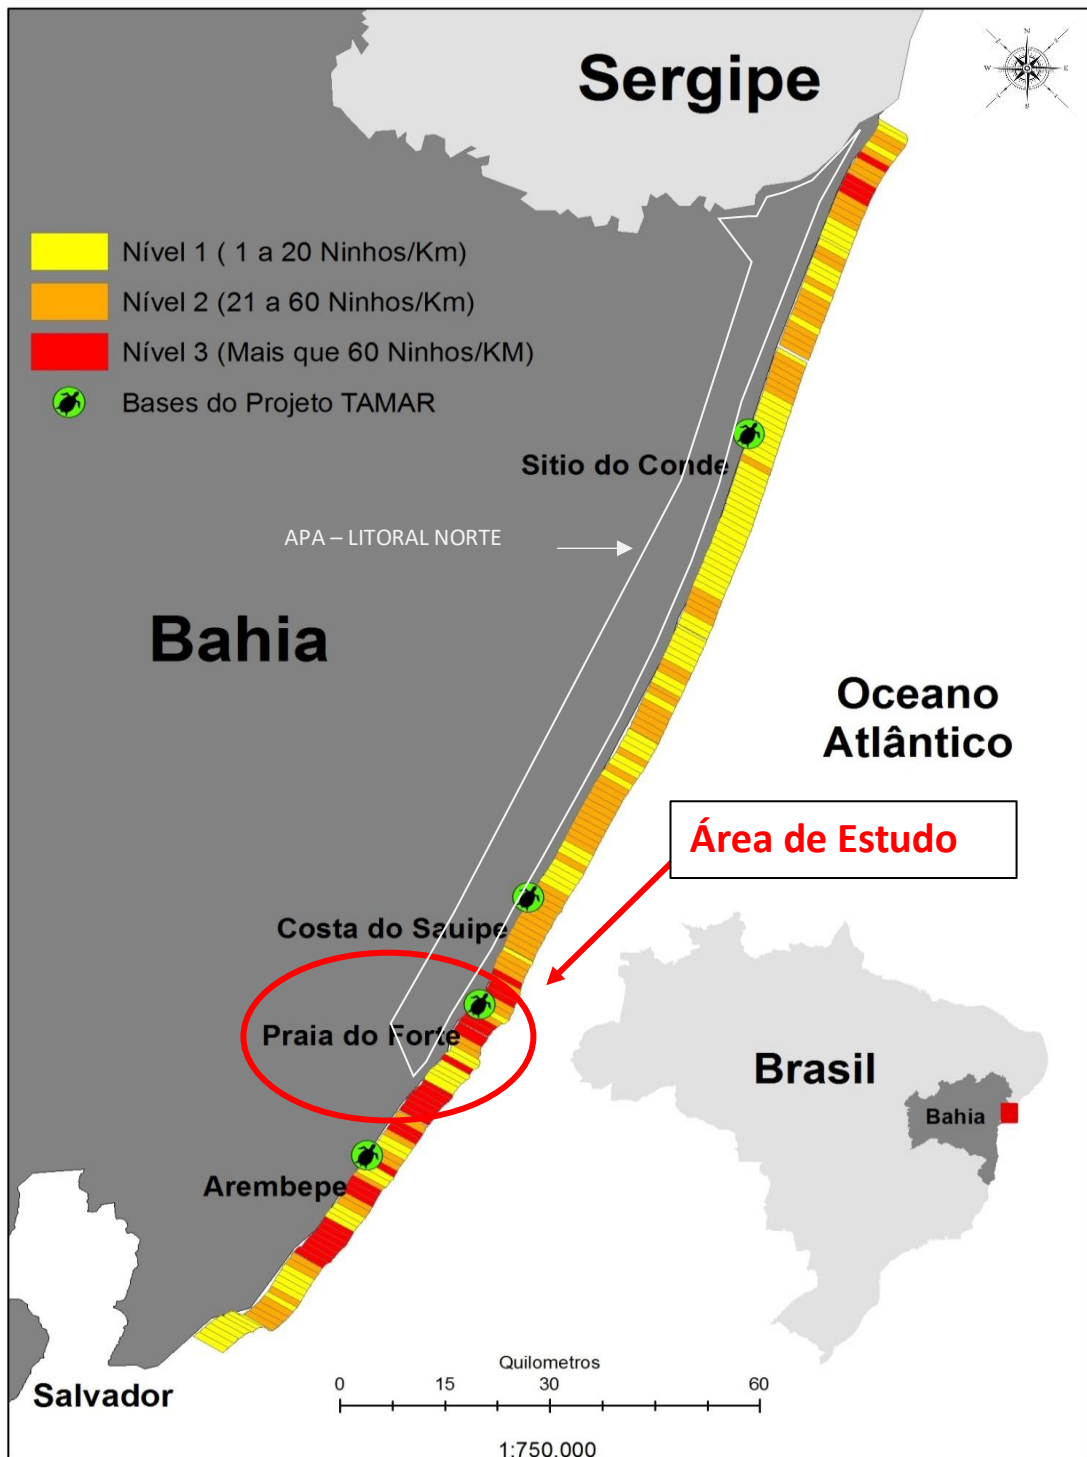 Sergipe
N
W
E
S
Nível 1 ( 1 a 20 Ninhos/Km)
Nível 2 (21 a 60 Ninhos/Km)
Nível 3 (Mais que 60 Ninhos/KM)
Bases do Projeto TAMAR
Sitio do Conde
APA – LITORAL NORTE
Bahia
Oceano
Atlântico
Área de Estudo
Costa do Sauipe
Praia do Forte
Brasil
Bahia
Arembepe
Salvador
Quilometros
0 15 30 60
1:750.000